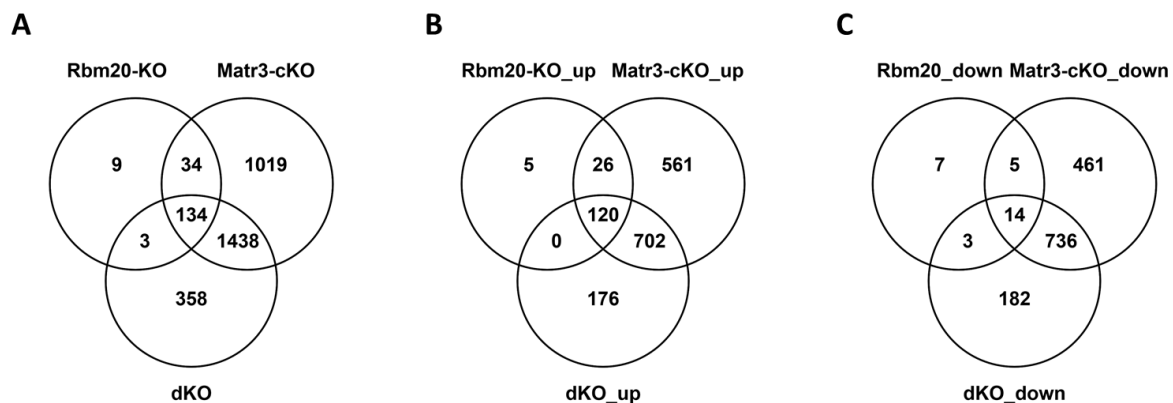 A
Rbm20-KO Matr3-cKO
9 34 1019
134
3 1438
358
dKO
B
Rbm20-KO_up Matr3-cKO_up
5 26 561
120
0 702
176
dKO_up
C
Rbm20_down Matr3-cKO_down
7 5 461
14
3 736
182
dKO_down